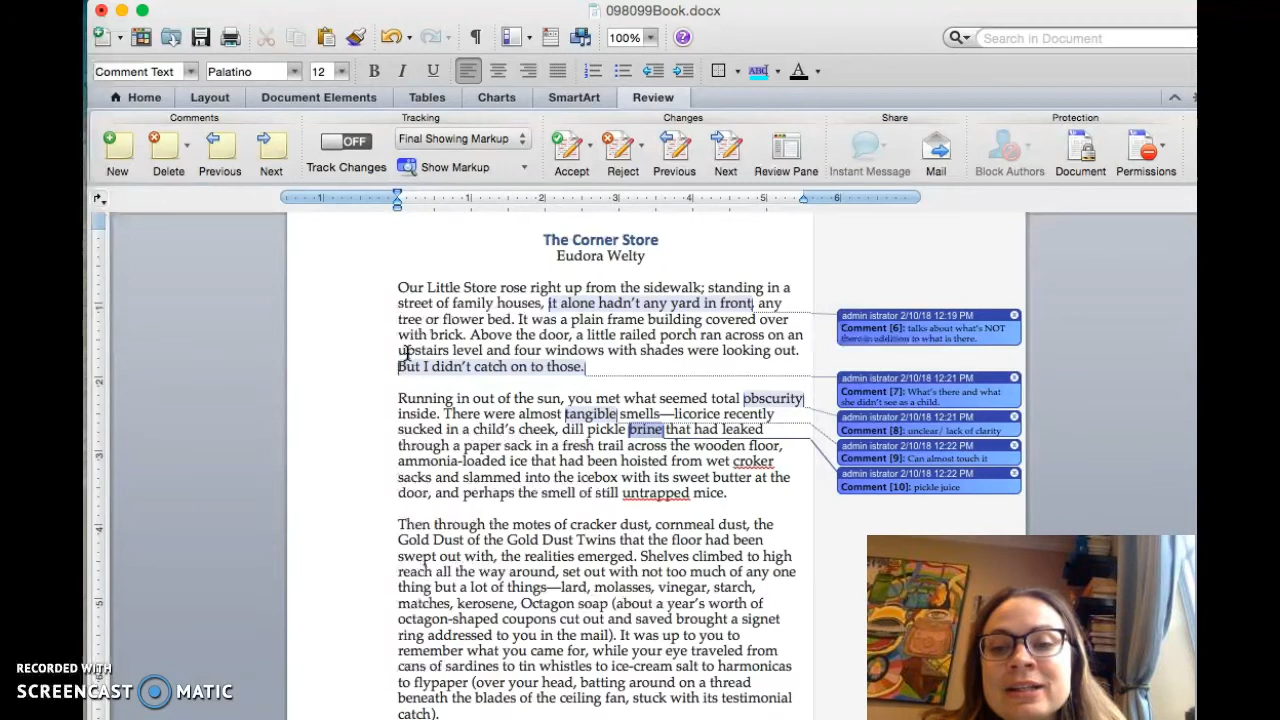 098099Book.docx
100%
Search in Document
Comment Text
Palatino
12
B I U
ABC
A
Home Layout Document Elements Tables Charts SmartArt Review
Comments Tracking Changes Share Protection
OFF
Final Showing Markup
Track Changes
Show Markup
New Delete Previous Next Accept Reject Previous Next Review Pane Instant Message Mail Block Authors Document Permissions
1 1 2 3 4 5 6
The Corner Store
Eudora Welty
Our Little Store rose right up from the sidewalk; standing in a
street of family houses, it alone hadn't any yard in front, any
tree or flower bed. It was a plain frame building covered over
with brick. Above the door, a little railed porch ran across on an
upstairs level and four windows with shades were looking out.
But I didn't catch on to those.
Running in out of the sun, you met what seemed total pbscurity
inside. There were almost tangible smells—licorice recently
sucked in a child's cheek, dill pickle brine that had leaked
through a paper sack in a fresh trail across the wooden floor,
ammonia-loaded ice that had been hoisted from wet croker
sacks and slammed into the icebox with its sweet butter at the
door, and perhaps the smell of still untrapped mice.
Then through the motes of cracker dust, cornmeal dust, the
Gold Dust of the Gold Dust Twins that the floor had been
swept out with, the realities emerged. Shelves climbed to high
reach all the way around, set out with not too much of any one
thing but a lot of things—lard, molasses, vinegar, starch,
matches, kerosene, Octagon soap (about a year's worth of
octagon-shaped coupons cut out and saved brought a signet
ring addressed to you in the mail). It was up to you to
remember what you came for, while your eye traveled from
cans of sardines to tin whistles to ice-cream salt to harmonicas
to flypaper (over your head, batting around on a thread
beneath the blades of the ceiling fan, stuck with its testimonial
catch).
admin istrator 2/10/18 12:19 PM
Comment [6]: talks about what's NOT
there in addition to what is there.
admin istrator 2/10/18 12:21 PM
Comment [7]: What's there and what
she didn't see as a child.
admin istrator 2/10/18 12:21 PM
Comment [8]: unclear/ lack of clarity
admin istrator 2/10/18 12:22 PM
Comment [9]: Can almost touch it
admin istrator 2/10/18 12:22 PM
Comment [10]: pickle juice
RECORDED WITH
SCREENCAST MATIC